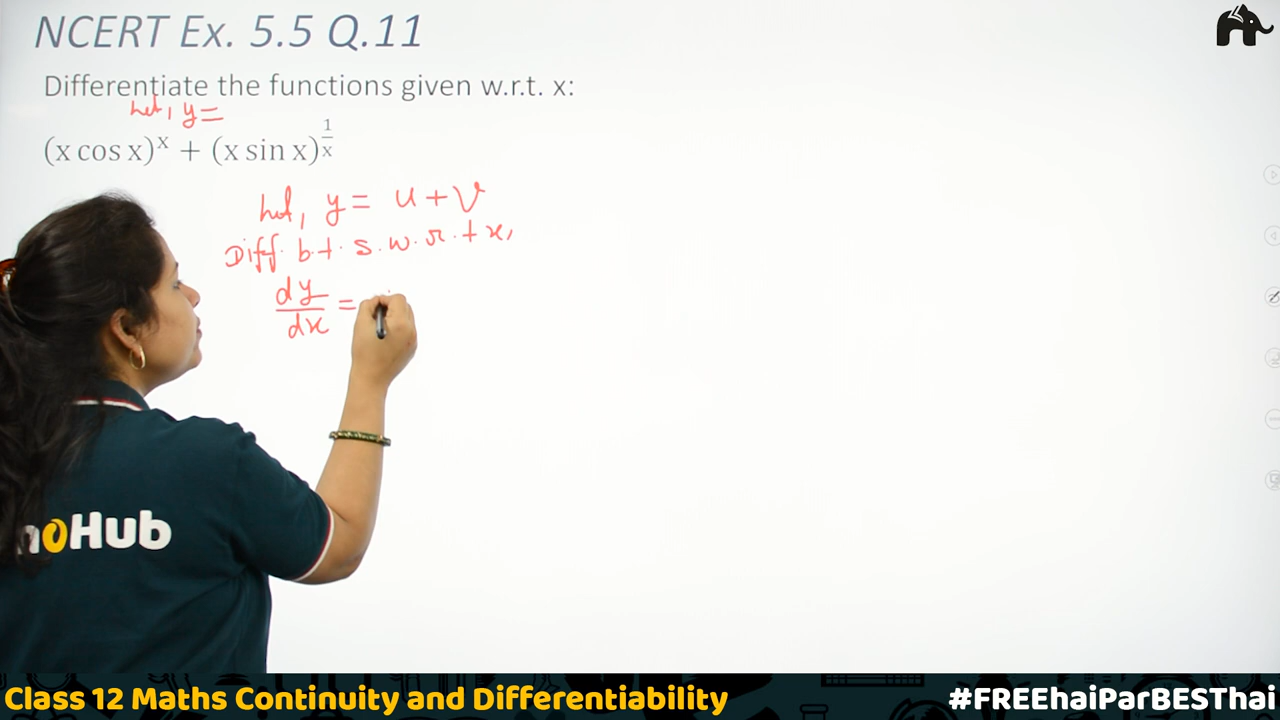 NCERT Ex. 5.5 Q.11
Differentiate the functions given w.r.t. x:
Let, y =
(x cos x)^x + (x sin x)^(1/x)
Let, y = u + v
Diff. b.t. s. w. r. t x,
dy/dx =
noHub
Class 12 Maths Continuity and Differentiability
#FREEhaiParBESThai